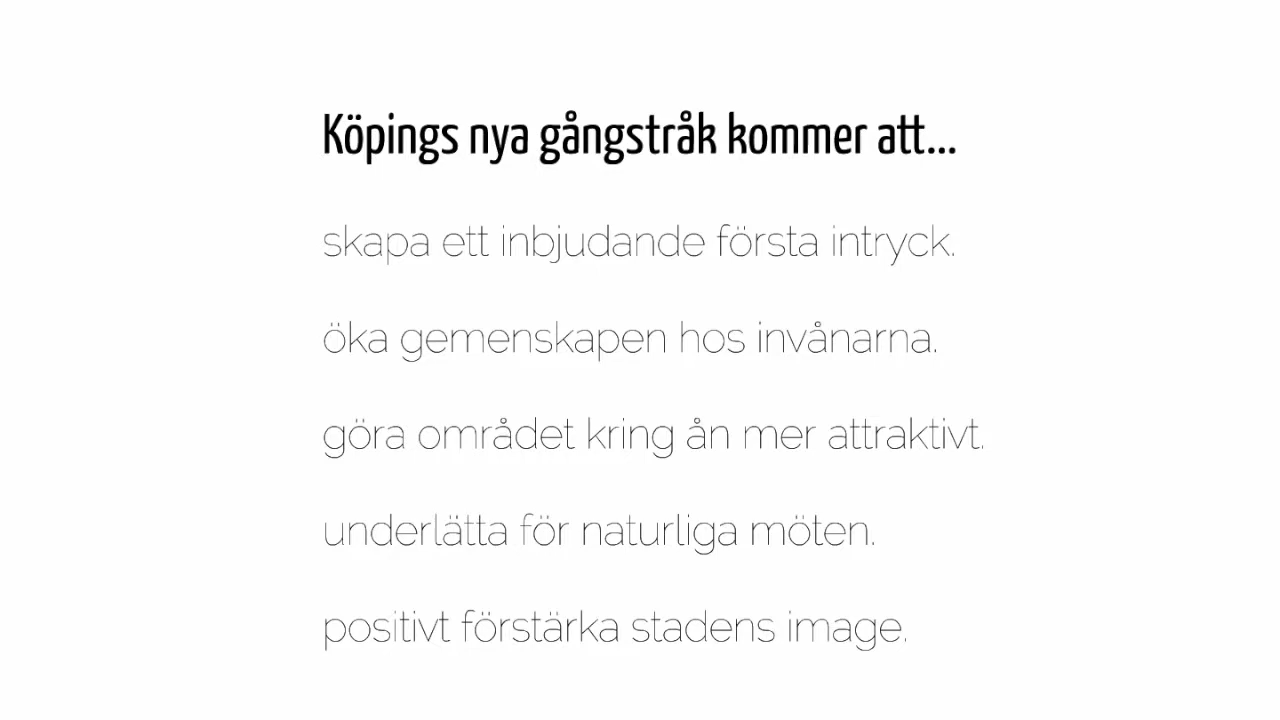 Köpings nya gångstråk kommer att...
skapa ett inbjudande första intryck.
öka gemenskapen hos invånarna.
göra området kring ån mer attraktivt.
underlätta för naturliga möten.
positivt förstärka stadens image.